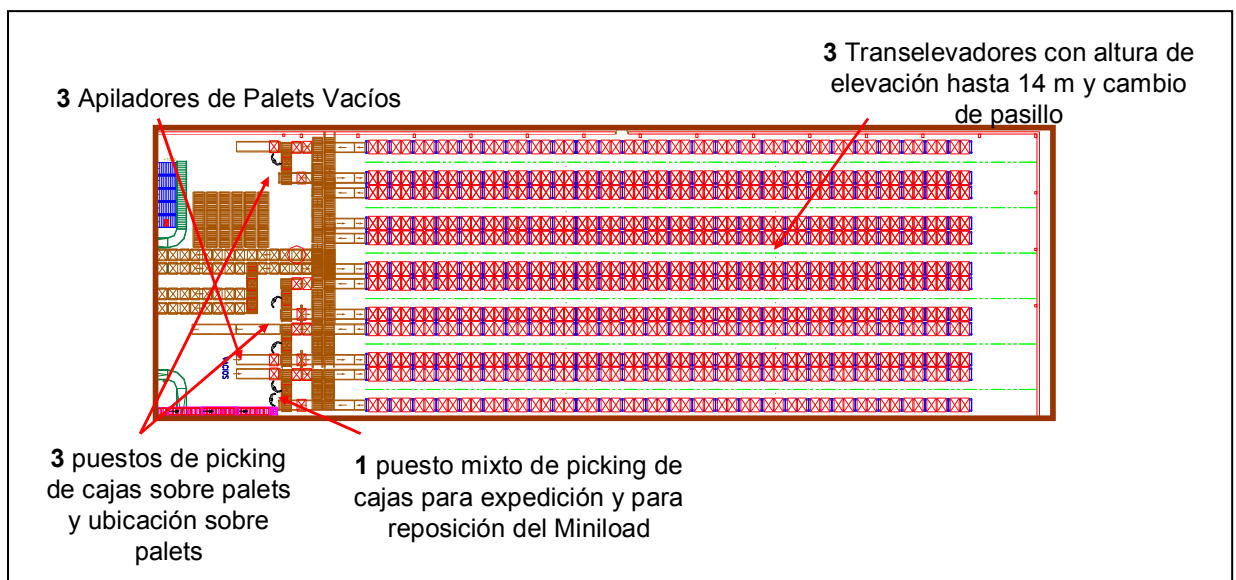 3 Transelevadores con altura de
elevación hasta 14 m y cambio
de pasillo
3 Apiladores de Palets Vacíos
VACIOS
3 puestos de picking
de cajas sobre palets
y ubicación sobre
palets
1 puesto mixto de picking de
cajas para expedición y para
reposición del Miniload